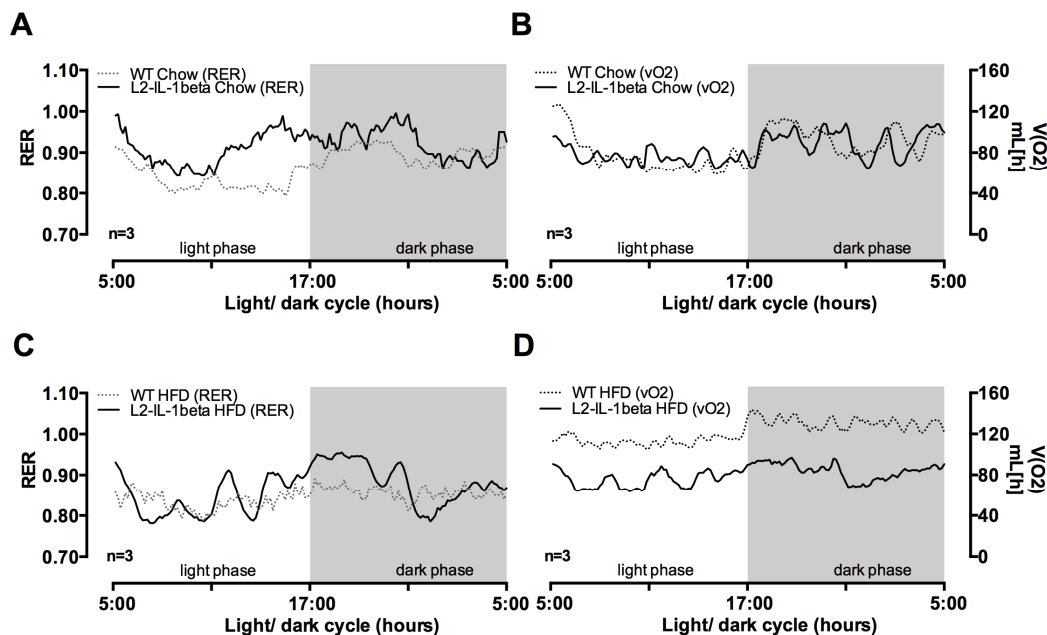 A
WT Chow (RER)
L2-IL-1beta Chow (RER)
1.10
1.00
0.90
0.80
0.70
RER
n=3
light phase
dark phase
5:00
17:00
5:00
Light/ dark cycle (hours)
B
WT Chow (vO2)
L2-IL-1beta Chow (vO2)
160
120
80
40
0
V(O2)
mL[h]
light phase
dark phase
5:00
17:00
5:00
Light/ dark cycle (hours)
C
WT HFD (RER)
L2-IL-1beta HFD (RER)
1.10
1.00
0.90
0.80
0.70
RER
n=3
light phase
dark phase
5:00
17:00
5:00
Light/ dark cycle (hours)
D
WT HFD (vO2)
L2-IL-1beta HFD (vO2)
160
120
80
40
0
V(O2)
mL[h]
light phase
dark phase
5:00
17:00
5:00
Light/ dark cycle (hours)